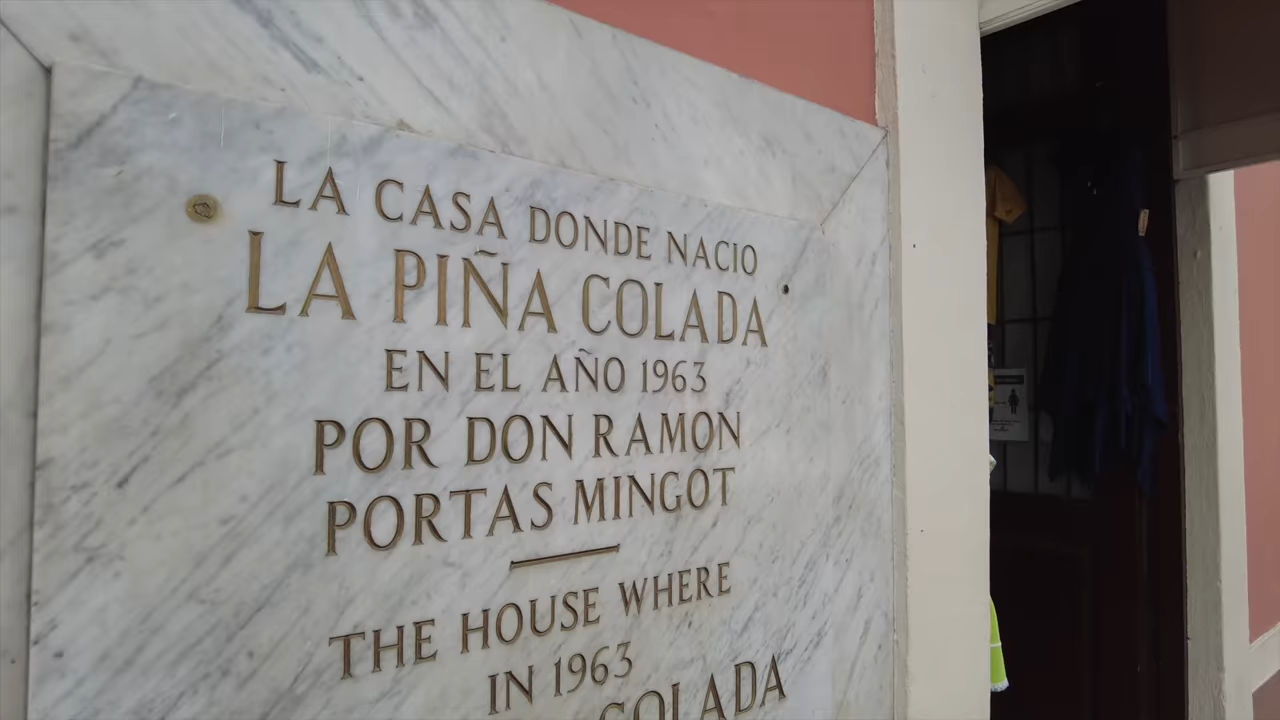 LA CASA DONDE NACIO
LA PIÑA COLADA
EN EL AÑO 1963
POR DON RAMON
PORTAS MINGOT
THE HOUSE WHERE
IN 1963
COLADA